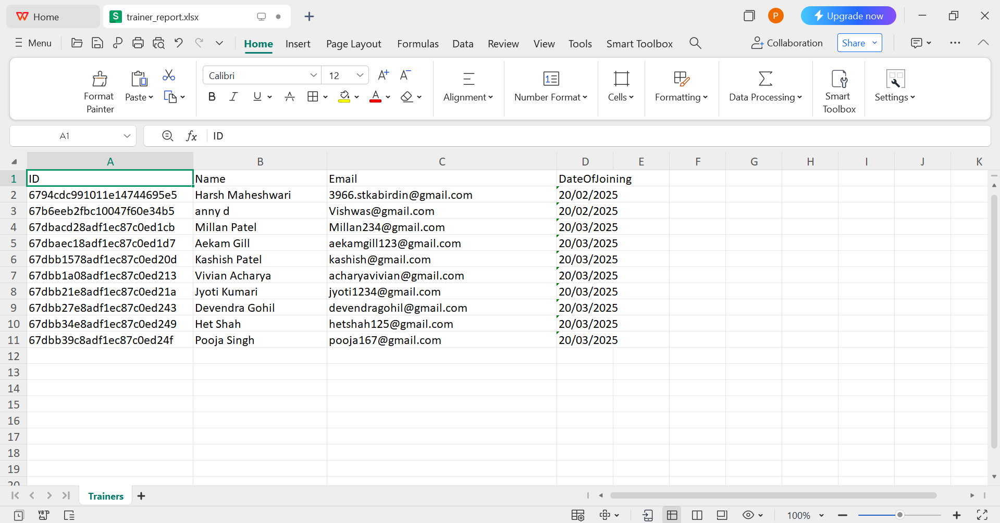 Home
trainer_report.xlsx
P
Upgrade now
Menu
Home Insert Page Layout Formulas Data Review View Tools Smart Toolbox
Collaboration
Share
Format Painter
Paste
Calibri
12
Alignment
Number Format
Cells
Formatting
Data Processing
Smart Toolbox
Settings
A1
fx ID
A B C D E F G H I J K
1 ID Name Email DateOfJoining
2 6794cdc991011e14744695e5 Harsh Maheshwari 3966.stkabirdin@gmail.com 20/02/2025
3 67b6eeb2fbc10047f60e34b5 anny d Vishwas@gmail.com 20/02/2025
4 67dbacd28adf1ec87c0ed1cb Millan Patel Millan234@gmail.com 20/03/2025
5 67dbaec18adf1ec87c0ed1d7 Aekam Gill aekamgill123@gmail.com 20/03/2025
6 67dbb1578adf1ec87c0ed20d Kashish Patel kashish@gmail.com 20/03/2025
7 67dbb1a08adf1ec87c0ed213 Vivian Acharya acharyavivian@gmail.com 20/03/2025
8 67dbb21e8adf1ec87c0ed21a Jyoti Kumari jyoti1234@gmail.com 20/03/2025
9 67dbb27e8adf1ec87c0ed243 Devendra Gohil devendragohil@gmail.com 20/03/2025
10 67dbb34e8adf1ec87c0ed249 Het Shah hetshah125@gmail.com 20/03/2025
11 67dbb39c8adf1ec87c0ed24f Pooja Singh pooja167@gmail.com 20/03/2025
12
13
14
15
16
17
18
19
20
Trainers
100%